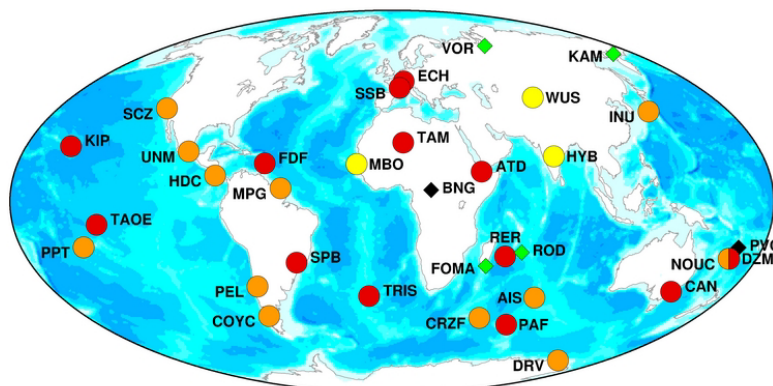 VOR
KAM
ECH
SSB
WUS
SCZ
INU
KIP
TAM
UNM
FDF
MBO
HYB
HDC
ATD
MPG
BNG
TAOE
RER
PPT
ROD
PVC
SPB
FOMA
NOUC
DZM
PEL
TRIS
AIS
CAN
COYC
CRZF
PAF
DRV